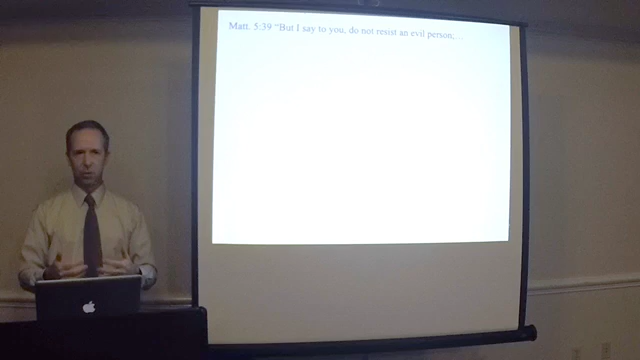 Matt. 5:39 “But I say to you, do not resist an evil person,…